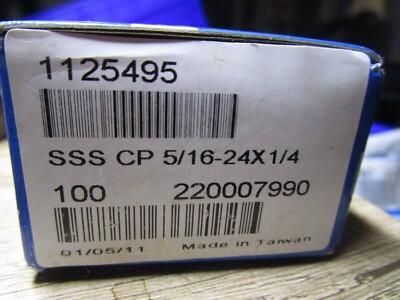 1125495
SSS CP 5/16-24X1/4
100 220007990
01/05/11 Made in Taiwan